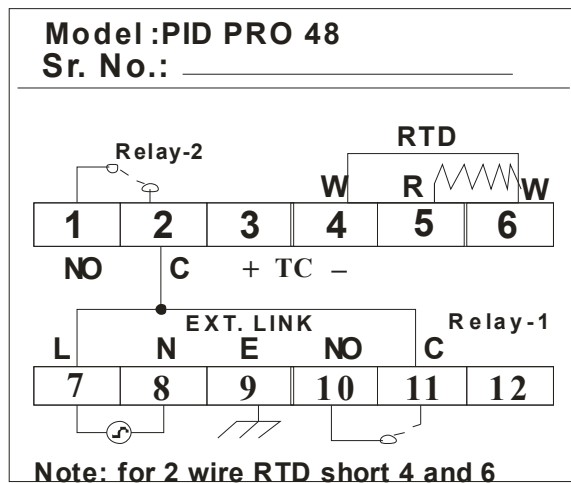 Model :PID PRO 48
Sr. No.:
RTD
Relay-2
W R W
1 2 3 4 5 6
NO C + TC –
EXT. LINK Relay-1
L N E NO C
7 8 9 10 11 12
Note: for 2 wire RTD short 4 and 6